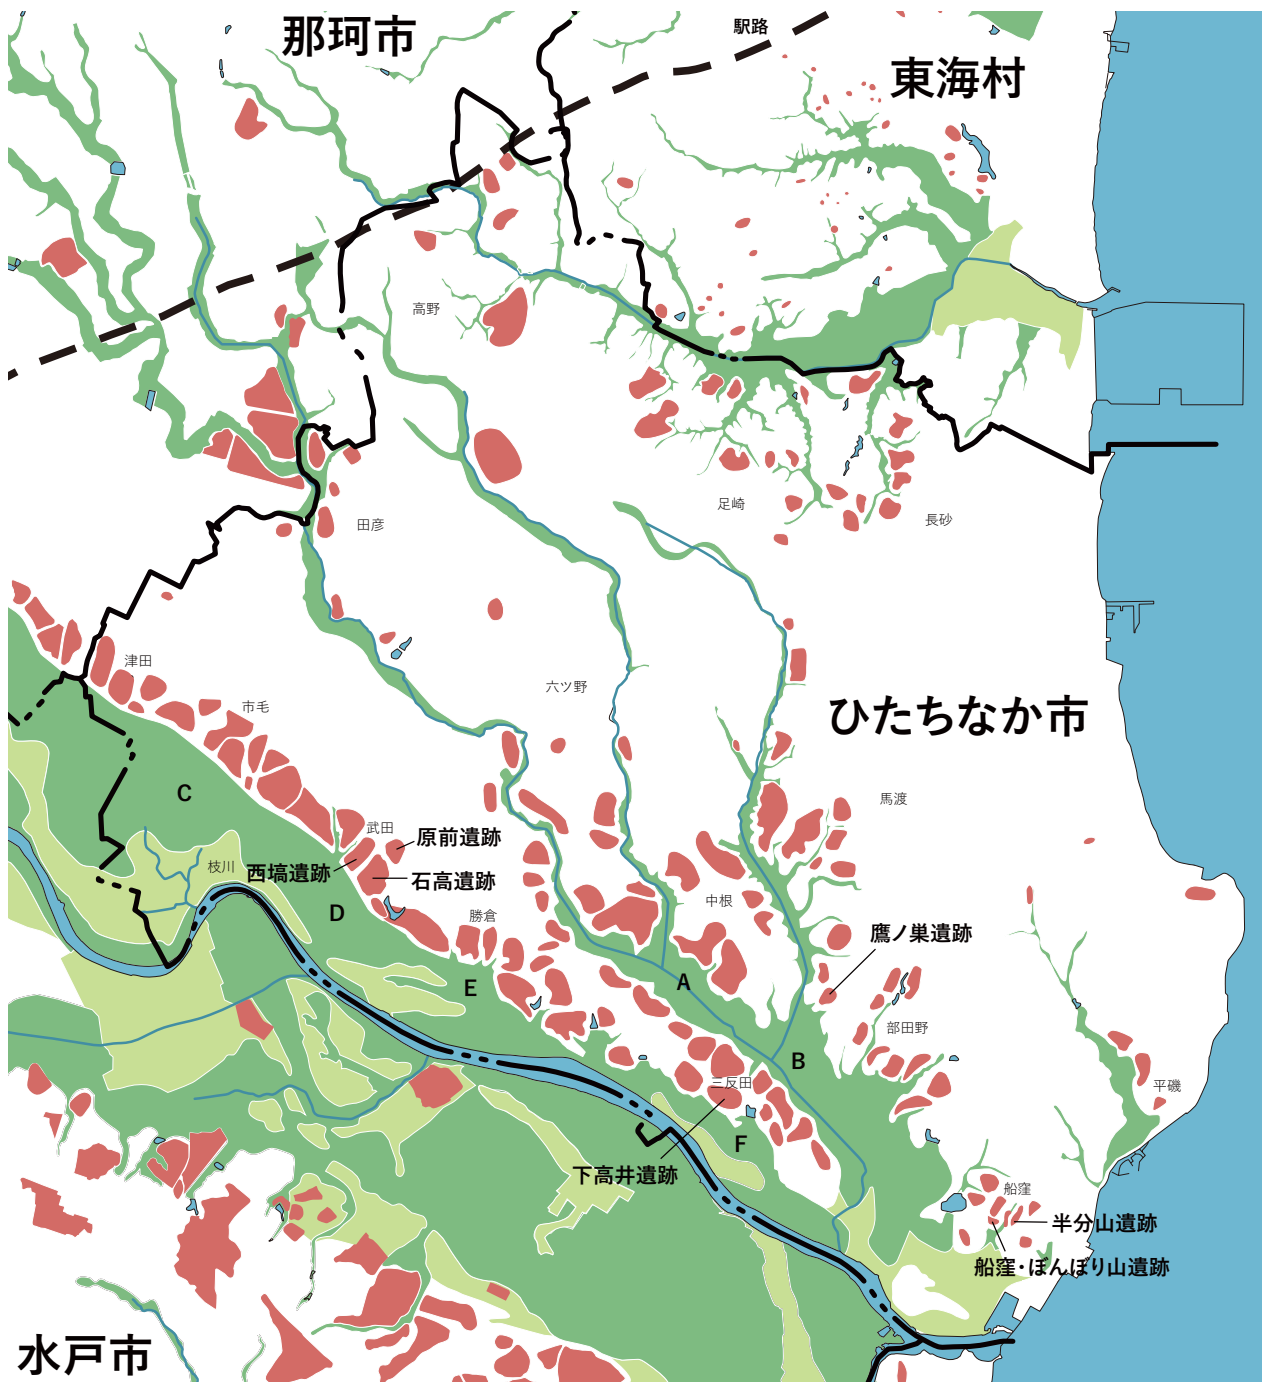 駅路
那珂市
東海村
高野
足崎
長砂
田彦
津田
六ツ野
市毛
ひたちなか市
C
馬渡
武田
原前遺跡
枝川
西塙遺跡
石高遺跡
中根
D
勝倉
鷹ノ巣遺跡
A
E
部田野
B
三反田
平磯
F
下高井遺跡
船窪
半分山遺跡
船窪・ぼんぼり山遺跡
水戸市